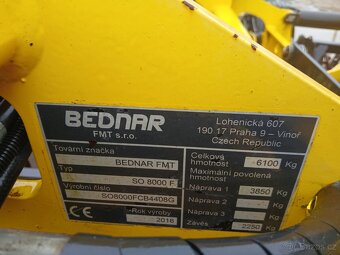 BEDNAR
FMT s.r.o.
Lohenická 607
190 17 Praha 9 – Vinoř
Czech Republic
Tovární značka
BEDNAR FMT
Typ
SO 8000 F
Výrobní číslo
SO8000FCB4408G
Rok výroby
2016
CE
Celková hmotnost
6100 Kg
Maximální povolená hmotnost
Náprava 1
3850 Kg
Náprava 2
- Kg
Náprava 3
- Kg
Závěs
2250 Kg